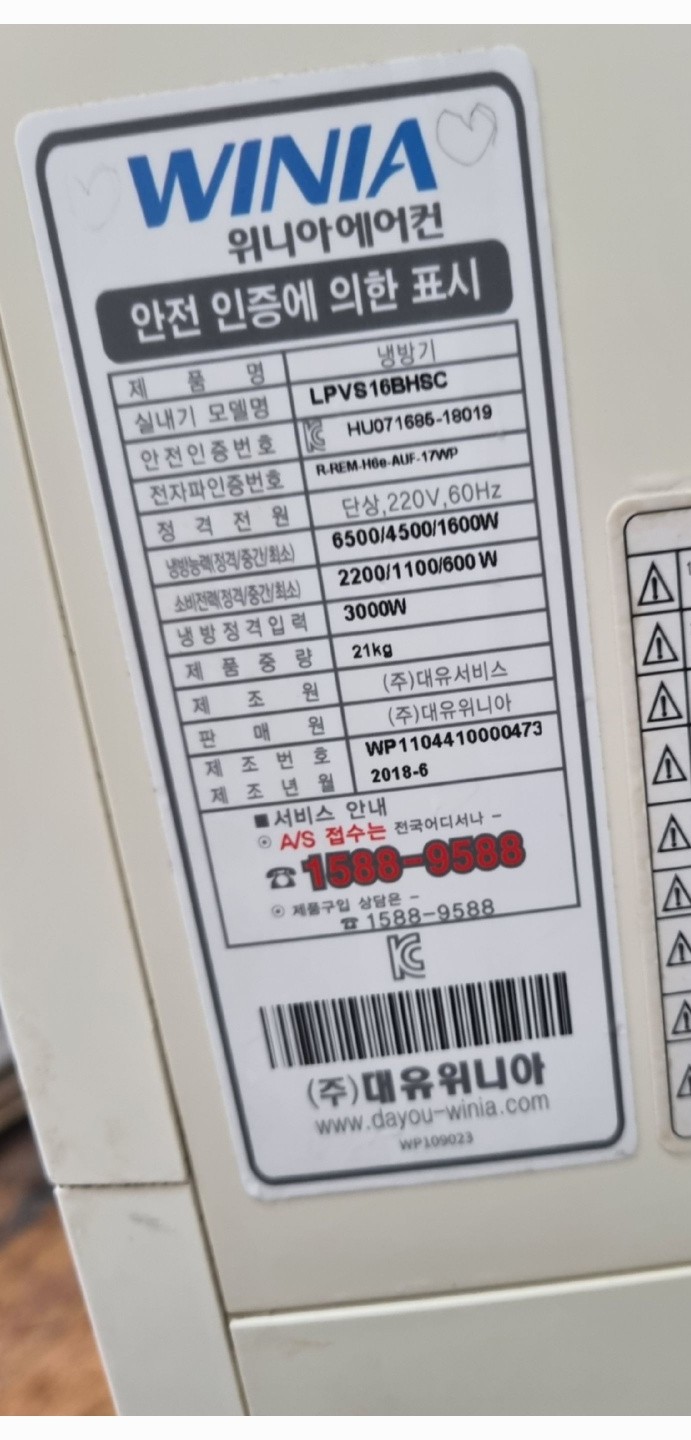 WINIA
위니아에어컨
안전 인증에 의한 표시
제 품 명 냉방기
실내기 모델명 LPVS16BHSC
안전인증번호 HU071685-18019
전자파인증번호 R-REM-H6e-AUF-17WP
정 격 전 원 단상,220V,60Hz
냉방능력(정격/중간/최소) 6500/4500/1600W
소비전력(정격/중간/최소) 2200/1100/600 W
냉방정격입력 3000W
제 품 중 량 21kg
제 조 원 (주)대유서비스
판 매 원 (주)대유위니아
제 조 번 호 WP1104410000473
제 조 년 월 2018-6
■서비스 안내
⊙ A/S 접수는 전국어디서나 -
☎1588-9588
⊙ 제품구입 상담은 -
☎ 1588-9588
(주)대유위니아
www.dayou-winia.com
WP109023